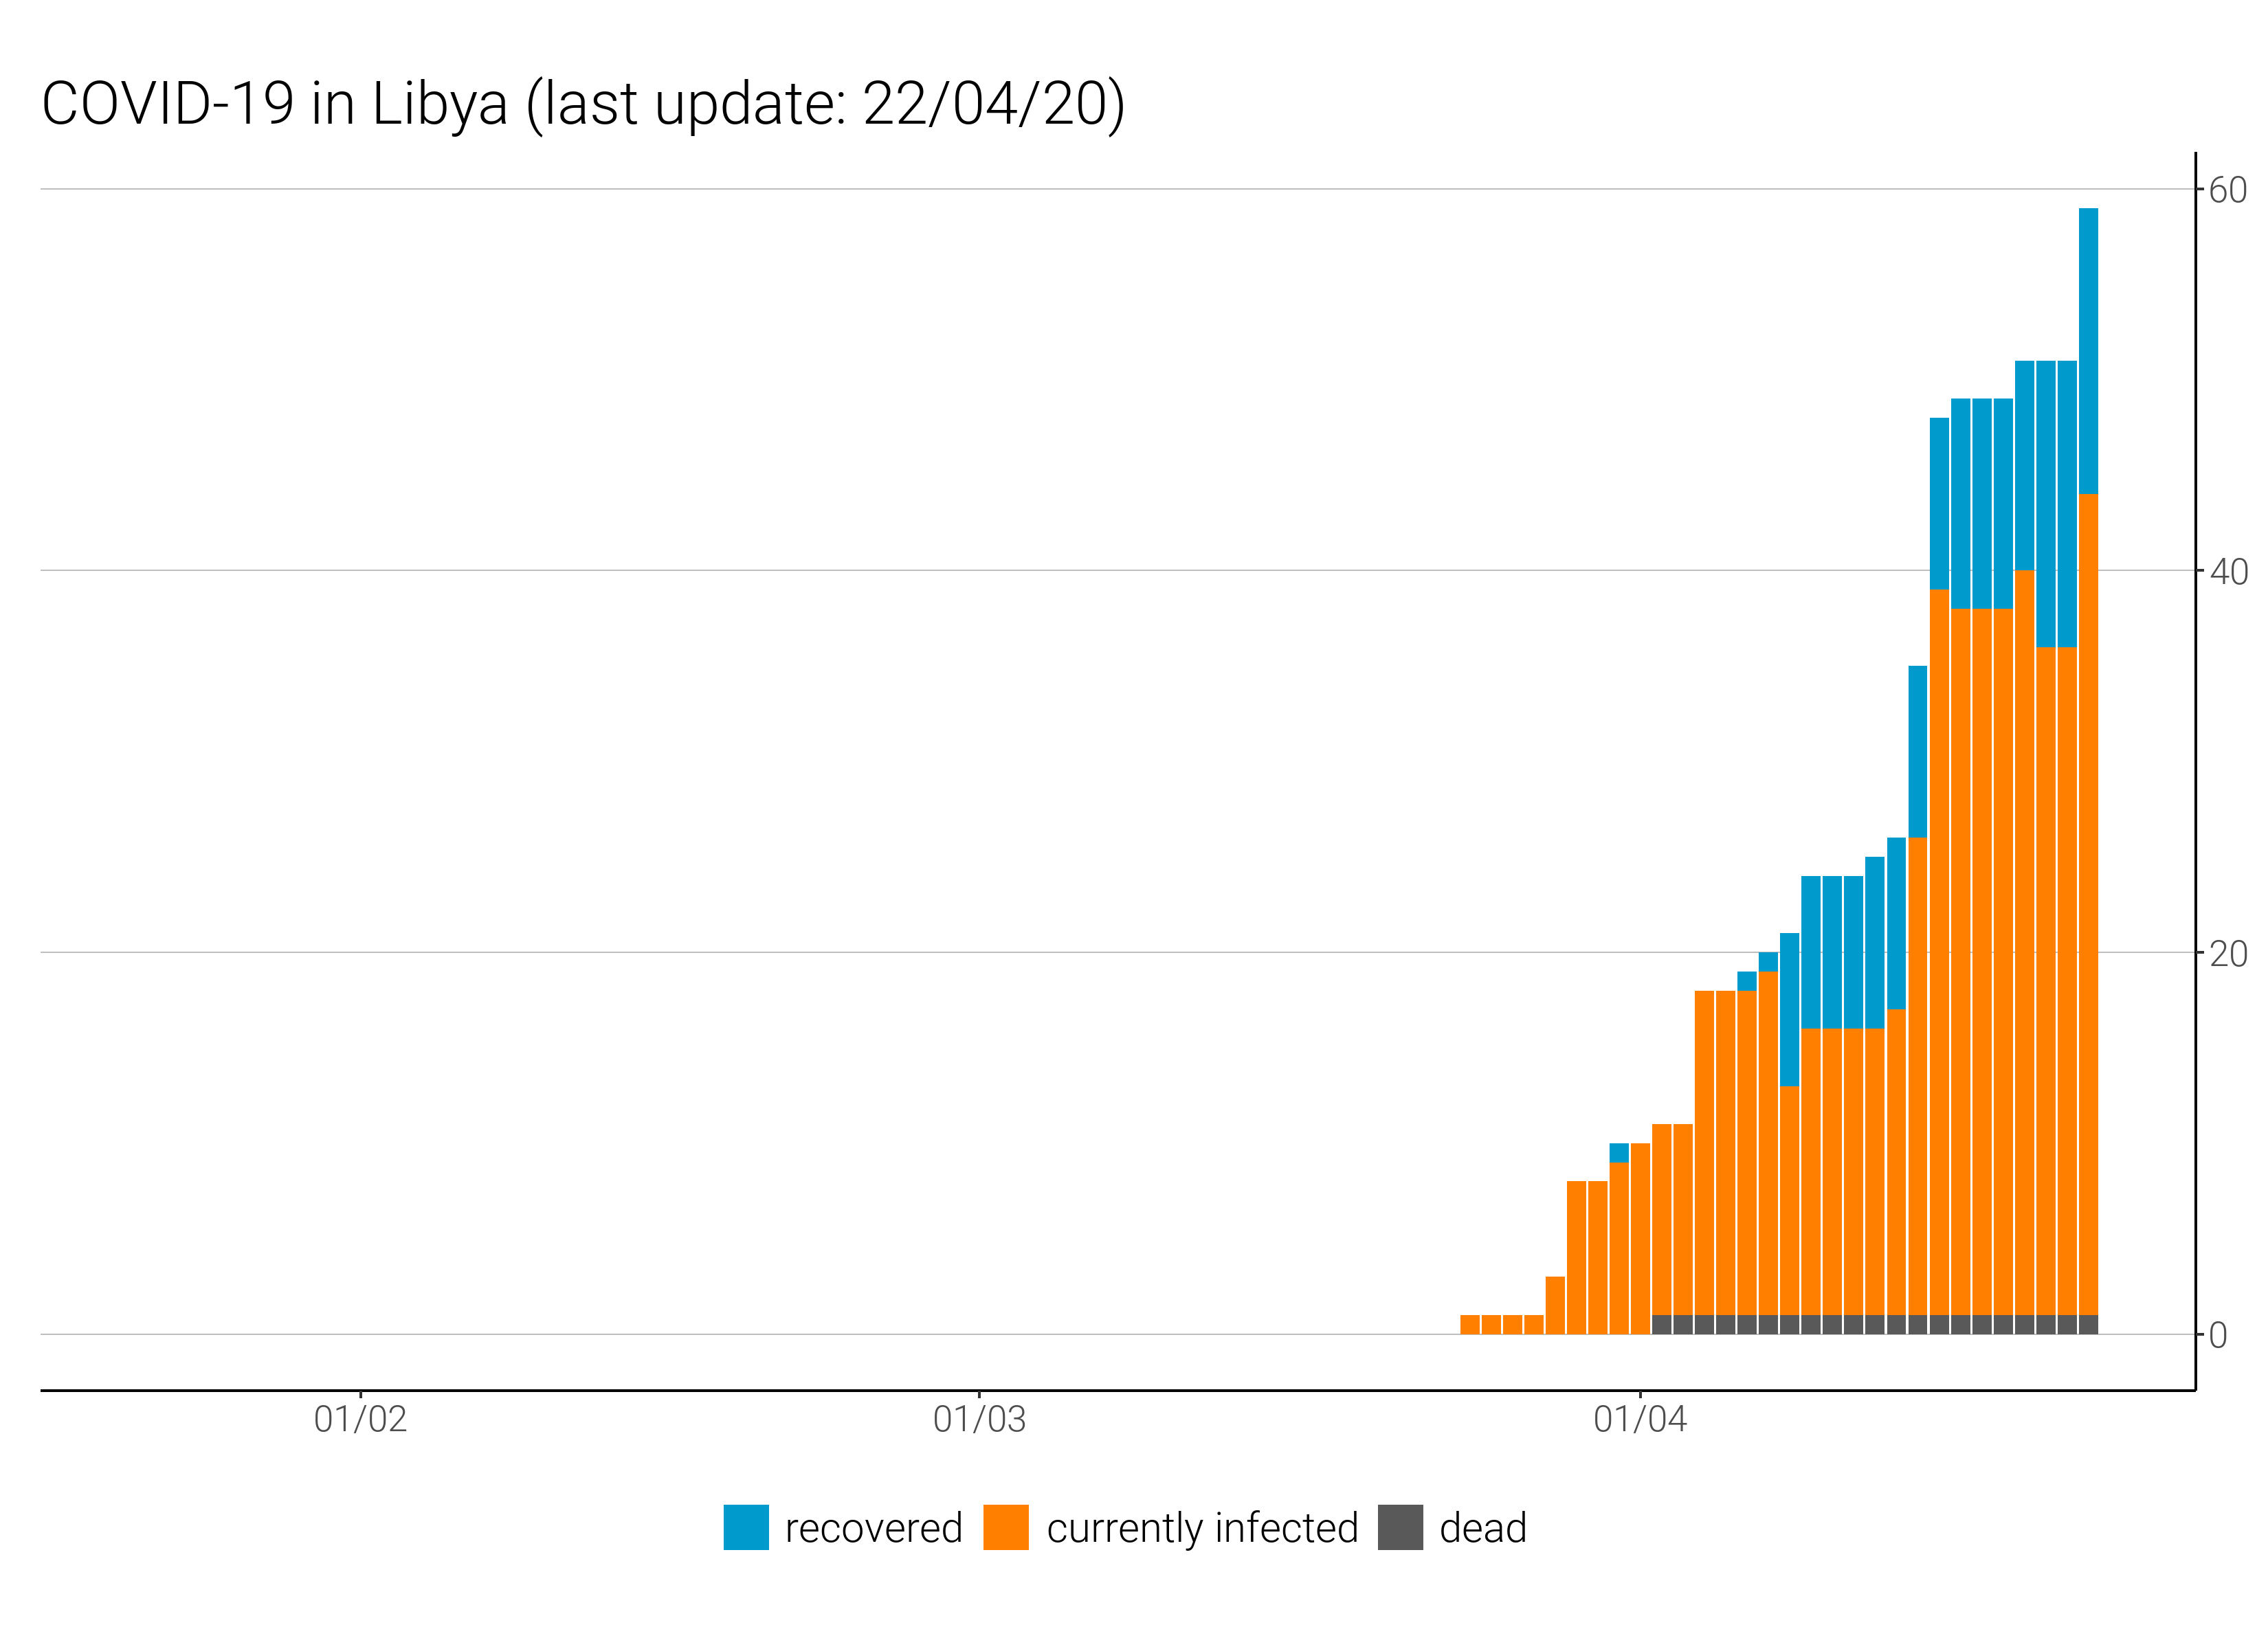 COVID-19 in Libya (last update: 22/04/20)
60
40
20
0
01/02 01/03 01/04
recovered currently infected dead